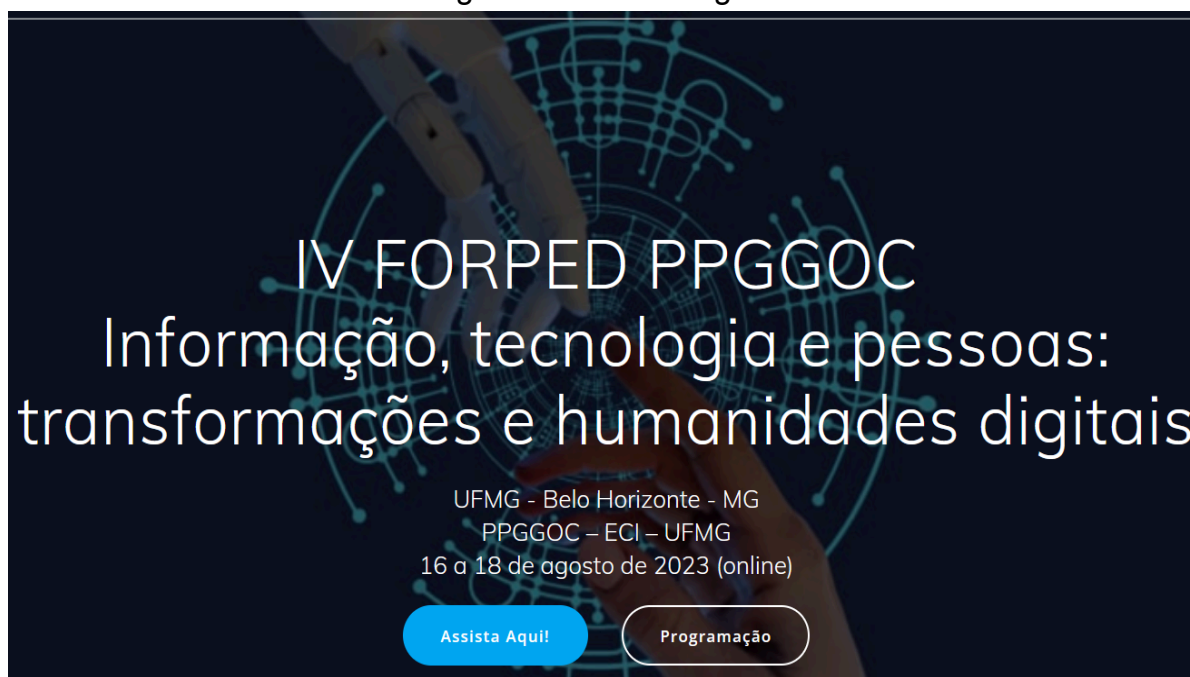 IV FORPED PPGGOC
Informação, tecnologia e pessoas:
transformações e humanidades digitais
UFMG - Belo Horizonte - MG
PPGGOC – ECI – UFMG
16 a 18 de agosto de 2023 (online)
Assista Aqui!
Programação